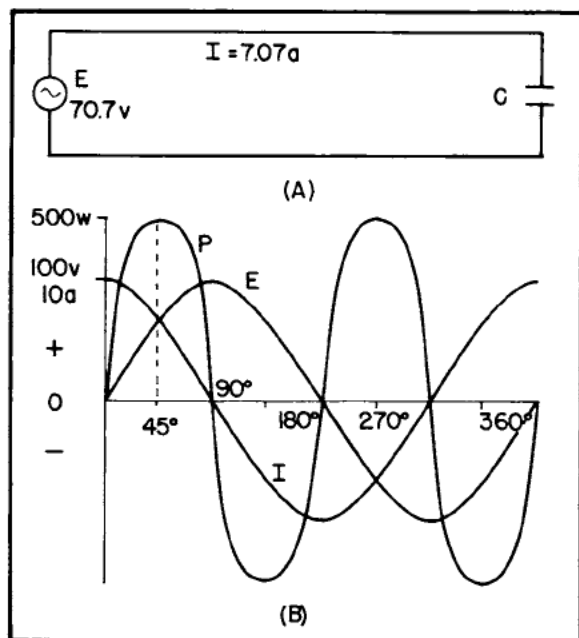 I = 7.07a
E
70.7v
C
(A)
500w
P
100v
E
10a
+
90°
0
45°
180°
270°
360°
−
I
(B)